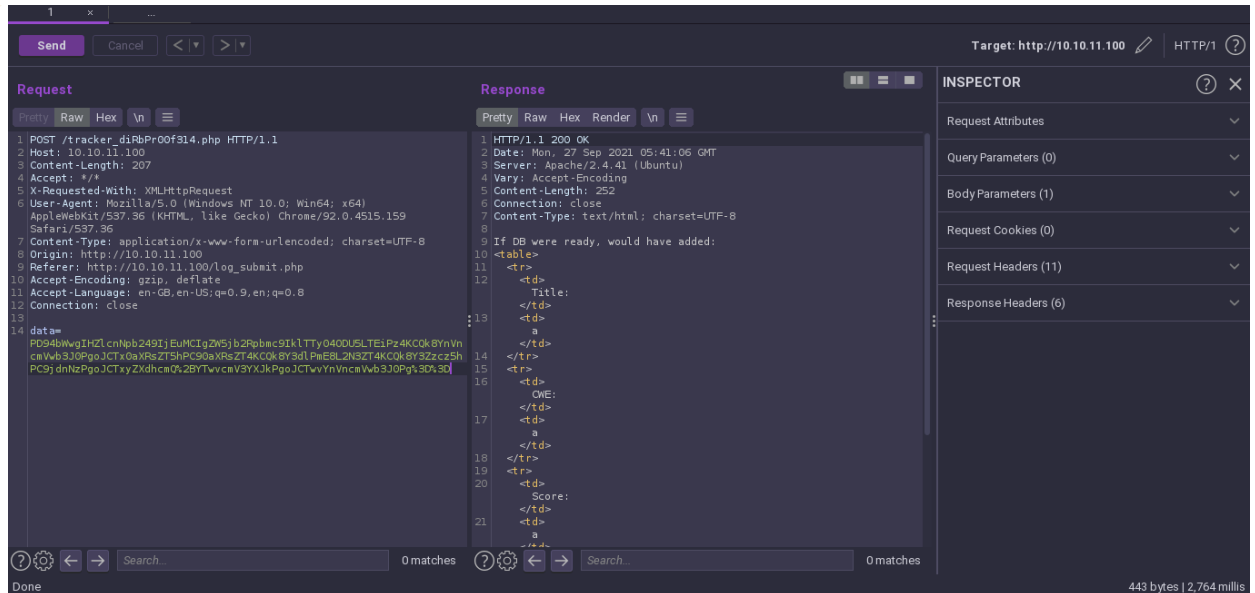 1 ×
...
Send Cancel < ▾ > ▾ Target: http://10.10.11.100 HTTP/1 ?
Request
Pretty Raw Hex \n
1 POST /tracker_diRbPr00f314.php HTTP/1.1
2 Host: 10.10.11.100
3 Content-Length: 207
4 Accept: */*
5 X-Requested-With: XMLHttpRequest
6 User-Agent: Mozilla/5.0 (Windows NT 10.0; Win64; x64)
AppleWebKit/537.36 (KHTML, like Gecko) Chrome/92.0.4515.159
Safari/537.36
7 Content-Type: application/x-www-form-urlencoded; charset=UTF-8
8 Origin: http://10.10.11.100
9 Referer: http://10.10.11.100/log_submit.php
10 Accept-Encoding: gzip, deflate
11 Accept-Language: en-GB,en-US;q=0.9,en;q=0.8
12 Connection: close
13
14 data=
PD94bWwgIHZlcnNpb249IjEuMCIgZW5jb2Rpbmc9IklTTy04ODU5LTEiPz4KCQk8YnVn
cmVwb3J0PgoJCTx0aXRsZT5hPC90aXRsZT4KCQk8Y3dlPmE8L2N3ZT4KCQk8Y3Zzcz5h
PC9jdnNzPgoJCTxyZXdhcmQ%2BYTwvcmV3YXJkPgoJCTwvYnVncmVwb3J0Pg%3D%3D
? Search... 0 matches
Response
Pretty Raw Hex Render \n
1 HTTP/1.1 200 OK
2 Date: Mon, 27 Sep 2021 05:41:06 GMT
3 Server: Apache/2.4.41 (Ubuntu)
4 Vary: Accept-Encoding
5 Content-Length: 252
6 Connection: close
7 Content-Type: text/html; charset=UTF-8
8
9 If DB were ready, would have added:
10 <table>
11 <tr>
12 <td>
Title:
</td>
13 <td>
a
</td>
14 </tr>
15 <tr>
16 <td>
CWE:
</td>
17 <td>
a
</td>
18 </tr>
19 <tr>
20 <td>
Score:
</td>
21 <td>
a
</td>
? Search... 0 matches
INSPECTOR ? ×
Request Attributes
Query Parameters (0)
Body Parameters (1)
Request Cookies (0)
Request Headers (11)
Response Headers (6)
Done 443 bytes | 2,764 millis